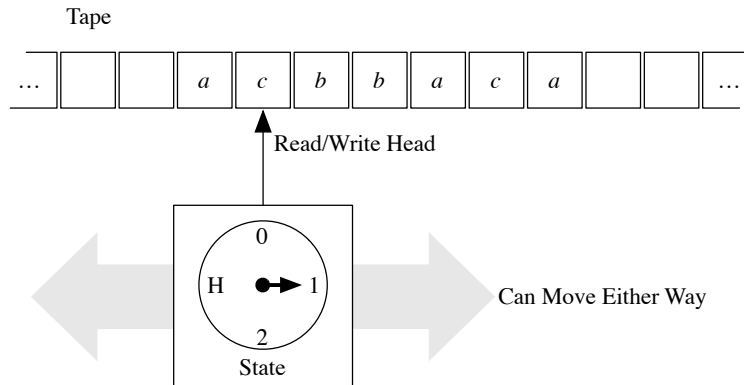 Tape
... a c b b a c a ...
Read/Write Head
0
H 1
2
State
Can Move Either Way